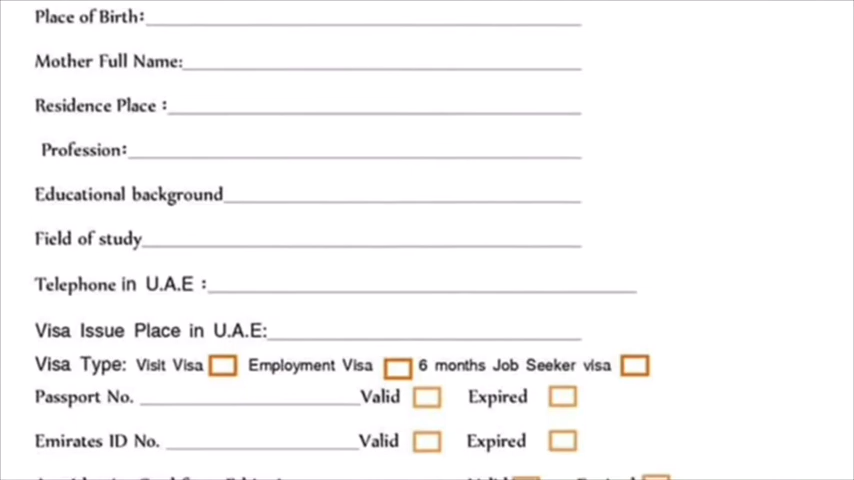 Place of Birth:
Mother Full Name:
Residence Place :
Profession:
Educational background
Field of study
Telephone in U.A.E :
Visa Issue Place in U.A.E:
Visa Type: Visit Visa Employment Visa 6 months Job Seeker visa
Passport No. Valid Expired
Emirates ID No. Valid Expired